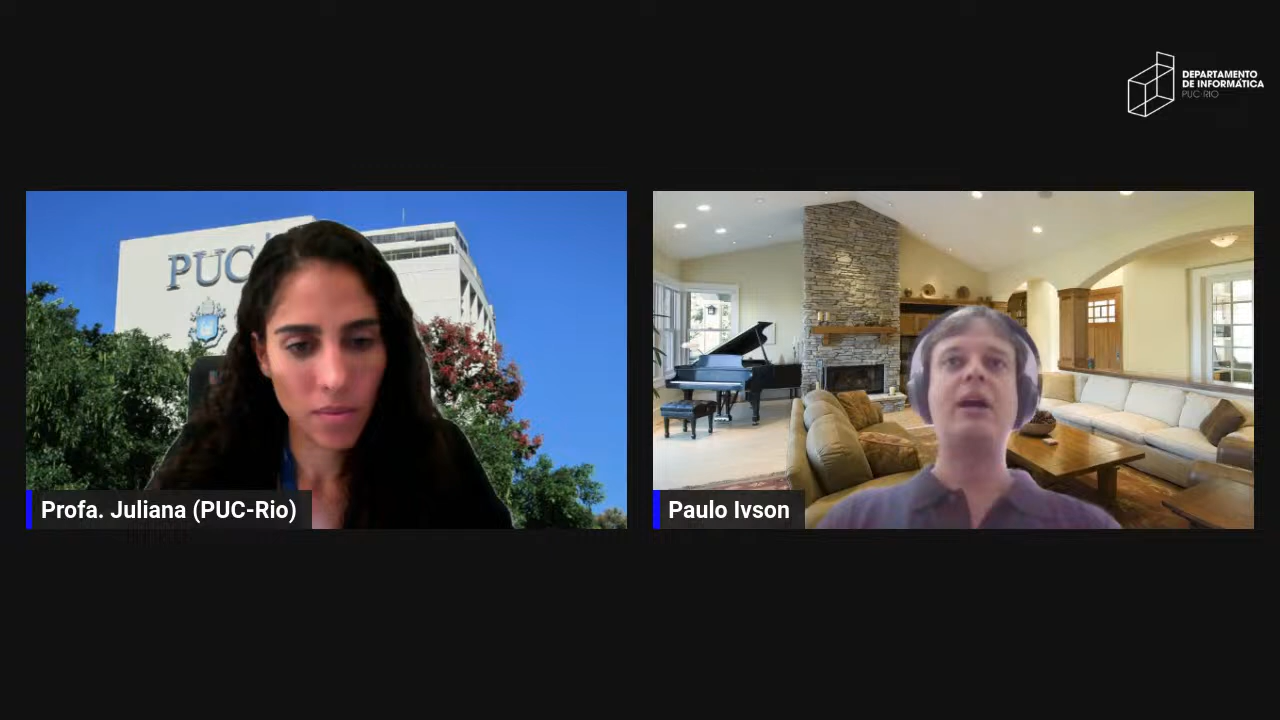 DEPARTAMENTO
DE INFORMÁTICA
PUC-RIO
PUC
Profa. Juliana (PUC-Rio)
Paulo Ivson